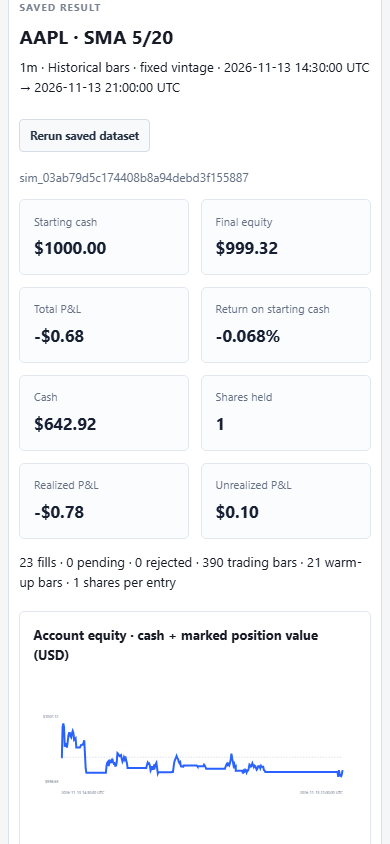 SAVED RESULT
AAPL · SMA 5/20
1m · Historical bars · fixed vintage · 2026-11-13 14:30:00 UTC
→ 2026-11-13 21:00:00 UTC
Rerun saved dataset
sim_03ab79d5c174408b8a94debd3f155887
Starting cash
$1000.00
Final equity
$999.32
Total P&L
-$0.68
Return on starting cash
-0.068%
Cash
$642.92
Shares held
1
Realized P&L
-$0.78
Unrealized P&L
$0.10
23 fills · 0 pending · 0 rejected · 390 trading bars · 21 warm-
up bars · 1 shares per entry
Account equity · cash + marked position value
(USD)